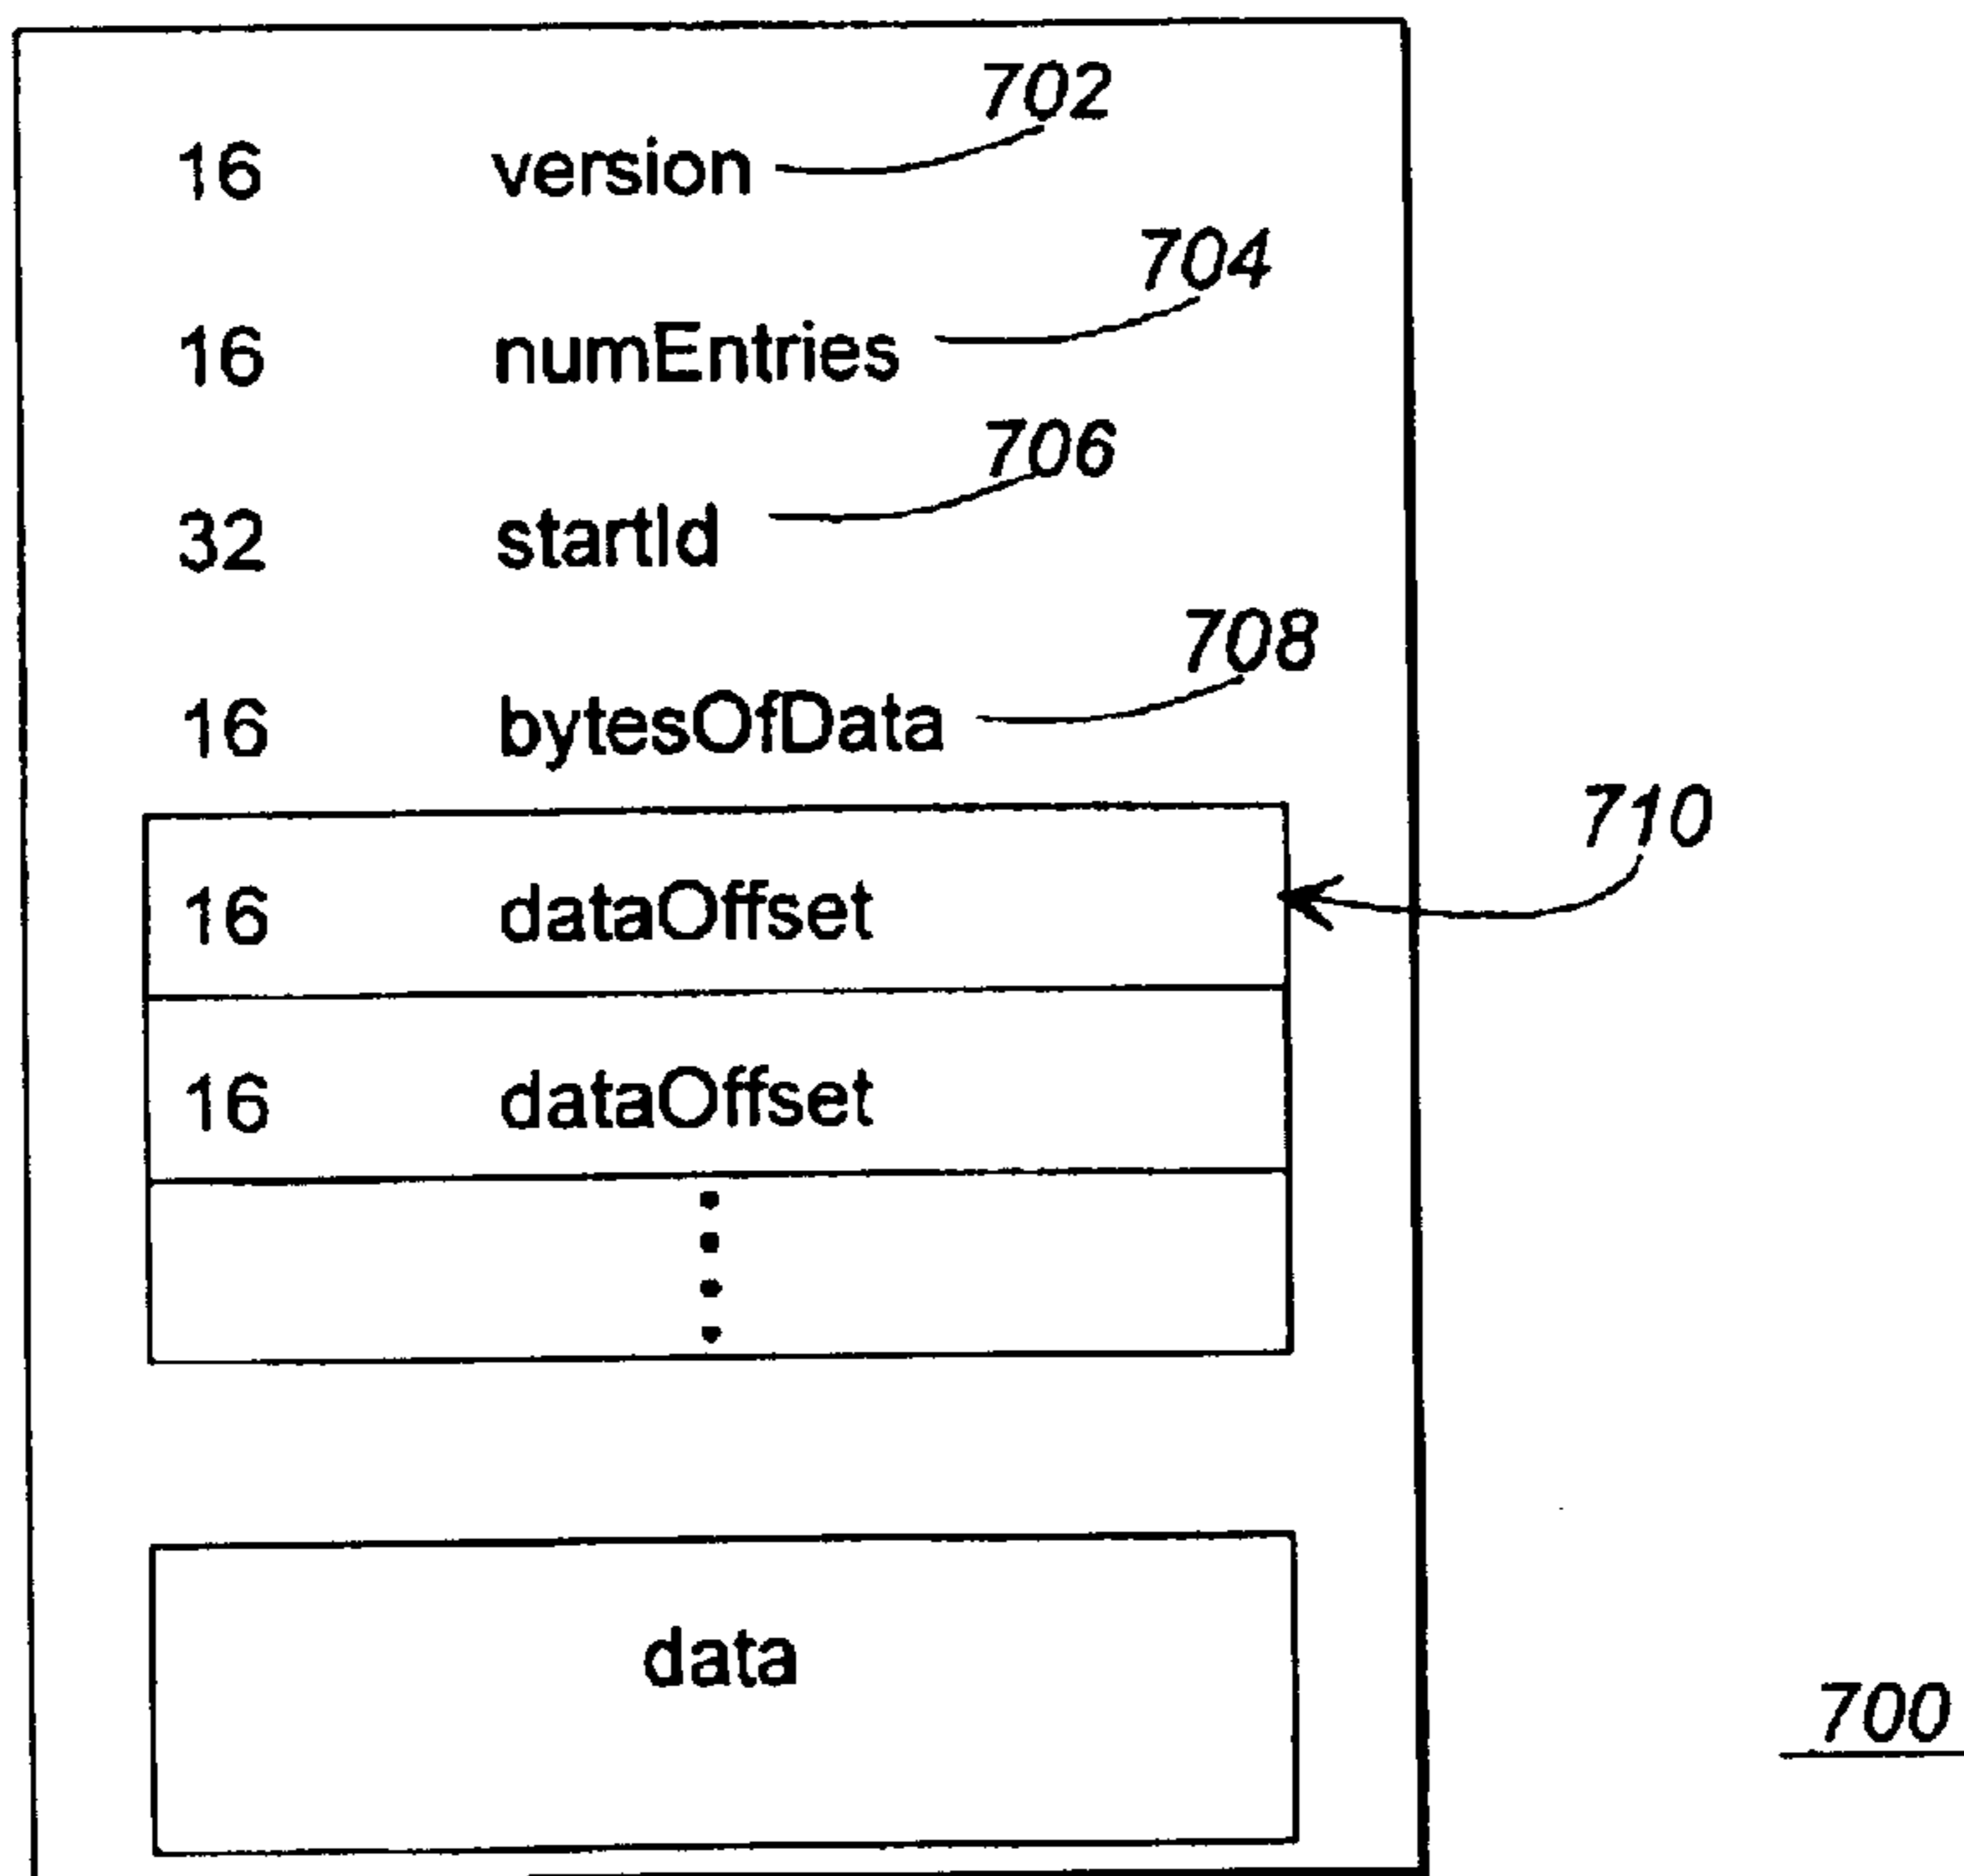 702
16 version
704
16 numEntries
706
32 startId
708
16 bytesOfData
710
16 dataOffset
16 dataOffset
data
700